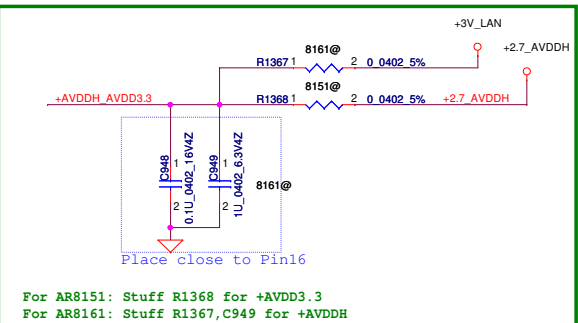 +3V_LAN
8161@
+2.7_AVDDH
R1367 1 2 0_0402_5%
8151@
+AVDDH_AVDD3.3 R1368 1 2 0_0402_5% +2.7_AVDDH
C948 1 2 0.1U_0402_16V4Z
C949 1 2 1U_0402_6.3V4Z
8161@
Place close to Pin16
For AR8151: Stuff R1368 for +AVDD3.3
For AR8161: Stuff R1367,C949 for +AVDDH